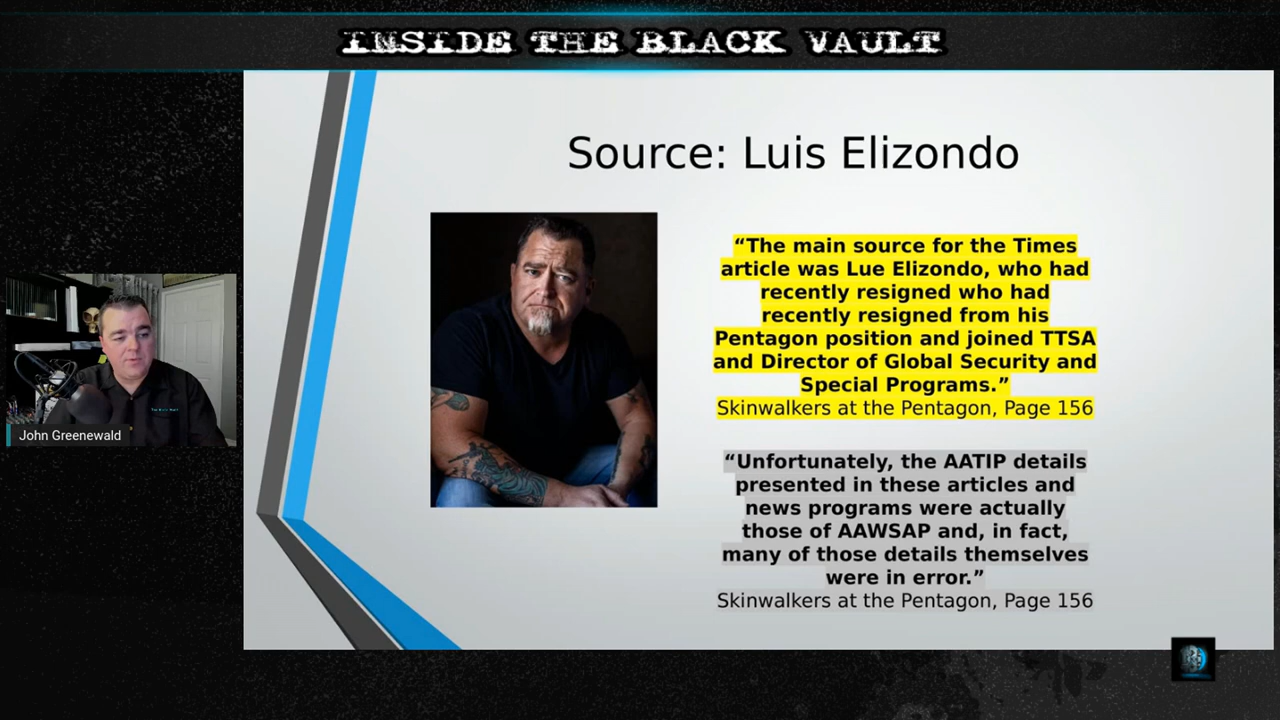 INSIDE THE BLACK VAULT
Source: Luis Elizondo
“The main source for the Times
article was Lue Elizondo, who had
recently resigned who had
recently resigned from his
Pentagon position and joined TTSA
and Director of Global Security and
Special Programs.”
Skinwalkers at the Pentagon, Page 156
“Unfortunately, the AATIP details
presented in these articles and
news programs were actually
those of AAWSAP and, in fact,
many of those details themselves
were in error.”
Skinwalkers at the Pentagon, Page 156
John Greenewald